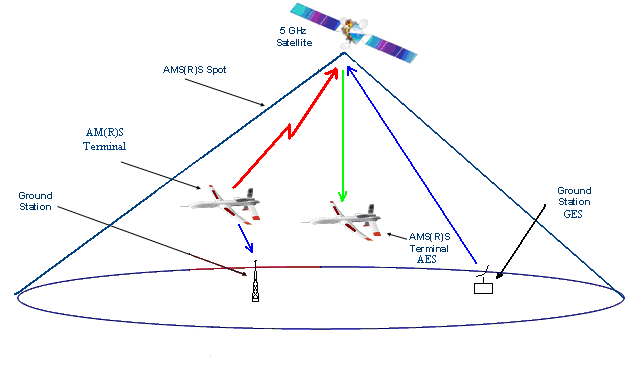 5 GHz
Satellite
AMS(R)S Spot
AM(R)S
Terminal
Ground
Station
Ground
Station
GES
AMS(R)S
Terminal
AES